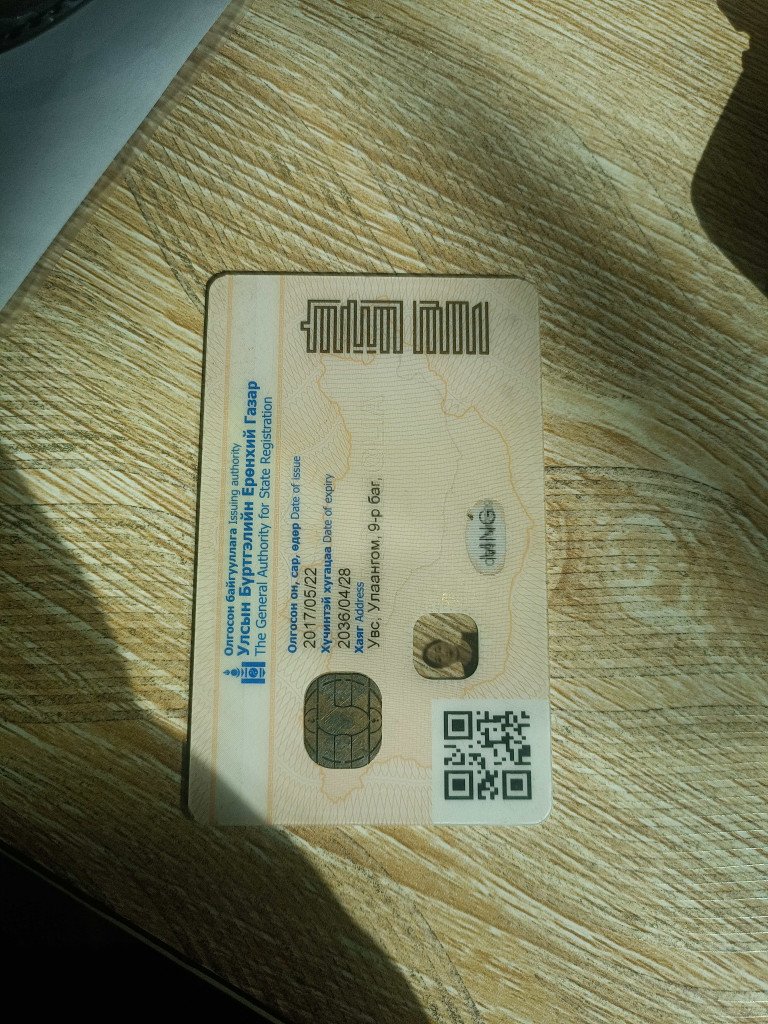 Олгосон байгууллага Issuing authority
Улсын Бүртгэлийн Ерөнхий Газар
The General Authority for State Registration
Олгосон он, сар, өдөр Date of issue
2017/05/22
Хүчинтэй хугацаа Date of expiry
2036/04/28
Хаяг Address
Увс, Улаангом, 9-р баг,
MNG